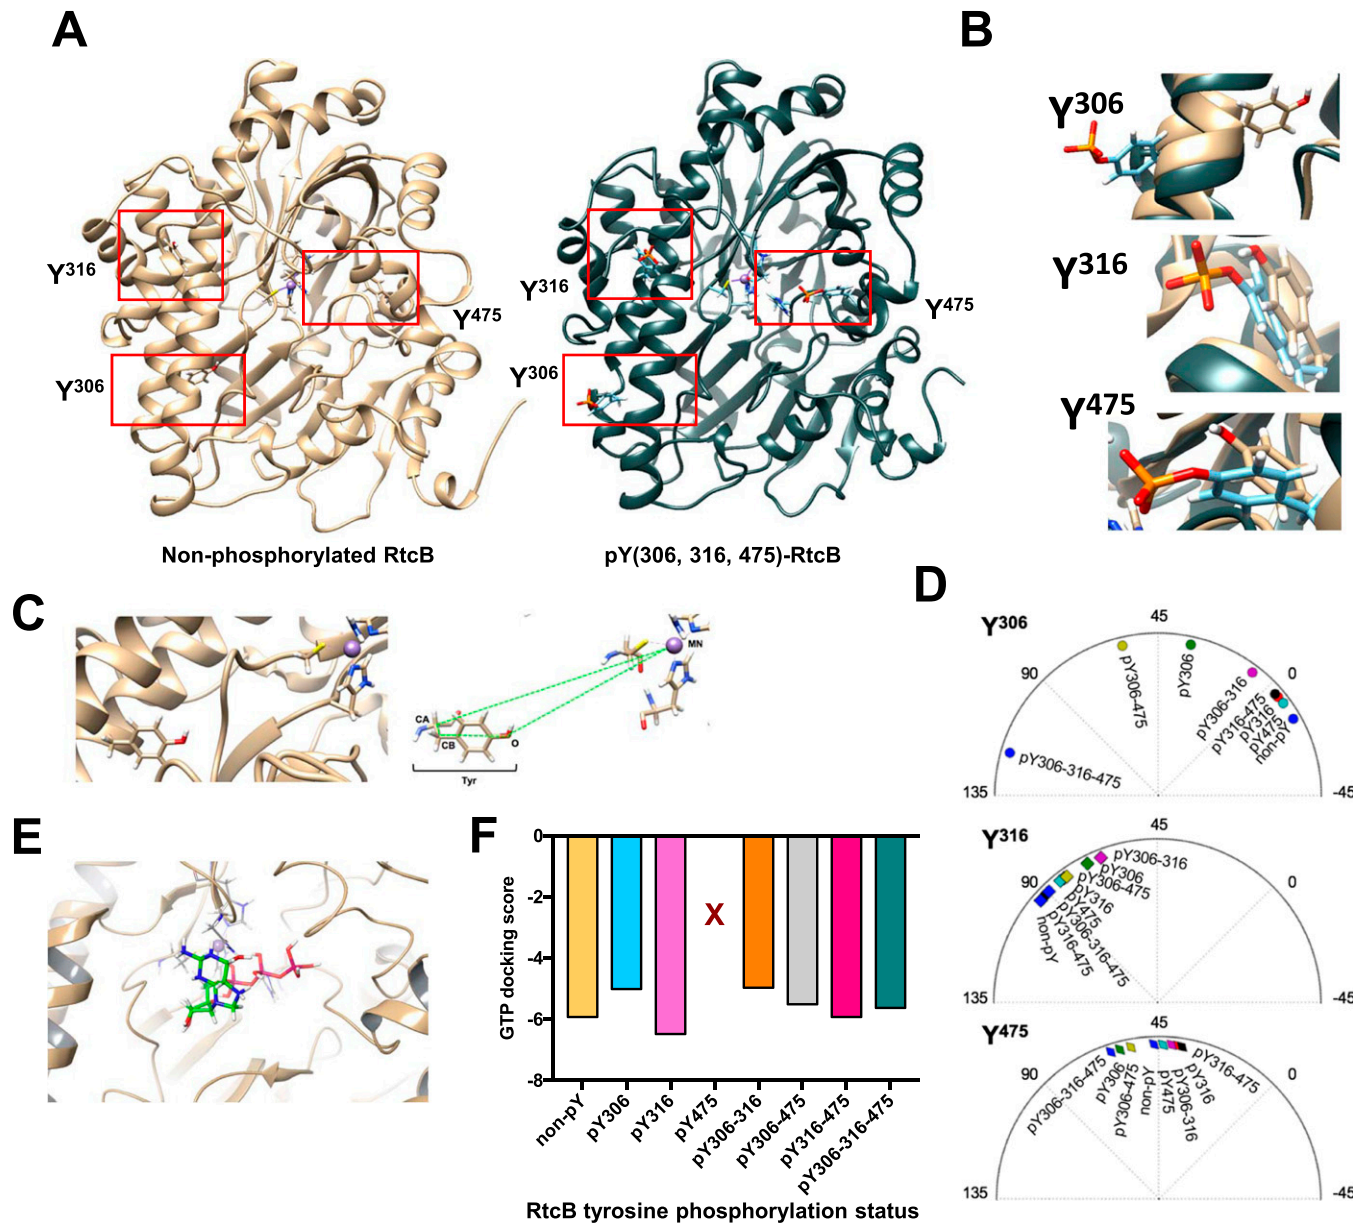 A
Y316
Y306
Y475
Non-phosphorylated RtcB
Y316
Y306
Y475
pY(306, 316, 475)-RtcB
B
Y306
Y316
Y475
C
CA
CB
O
MN
Tyr
D
Y306
45
90
0
135
-45
pY306-316-475
pY306-475
pY306
pY306-316
pY316-475
pY316
pY475
non-pY
Y316
45
90
0
135
-45
pY306-316
pY306
pY306-475
pY316
pY475
pY306-316-475
pY316-475
non-pY
Y475
45
90
0
135
-45
pY306-316-475
pY306
pY306-475
non-pY
pY475
pY306-316
pY316
pY316-475
E
F
GTP docking score
0
-2
-4
-6
-8
X
non-pY
pY306
pY316
pY475
pY306-316
pY306-475
pY316-475
pY306-316-475
RtcB tyrosine phosphorylation status